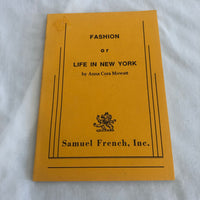 FASHION
or
LIFE IN NEW YORK
by Anna Cora Mowatt
Samuel French, Inc.